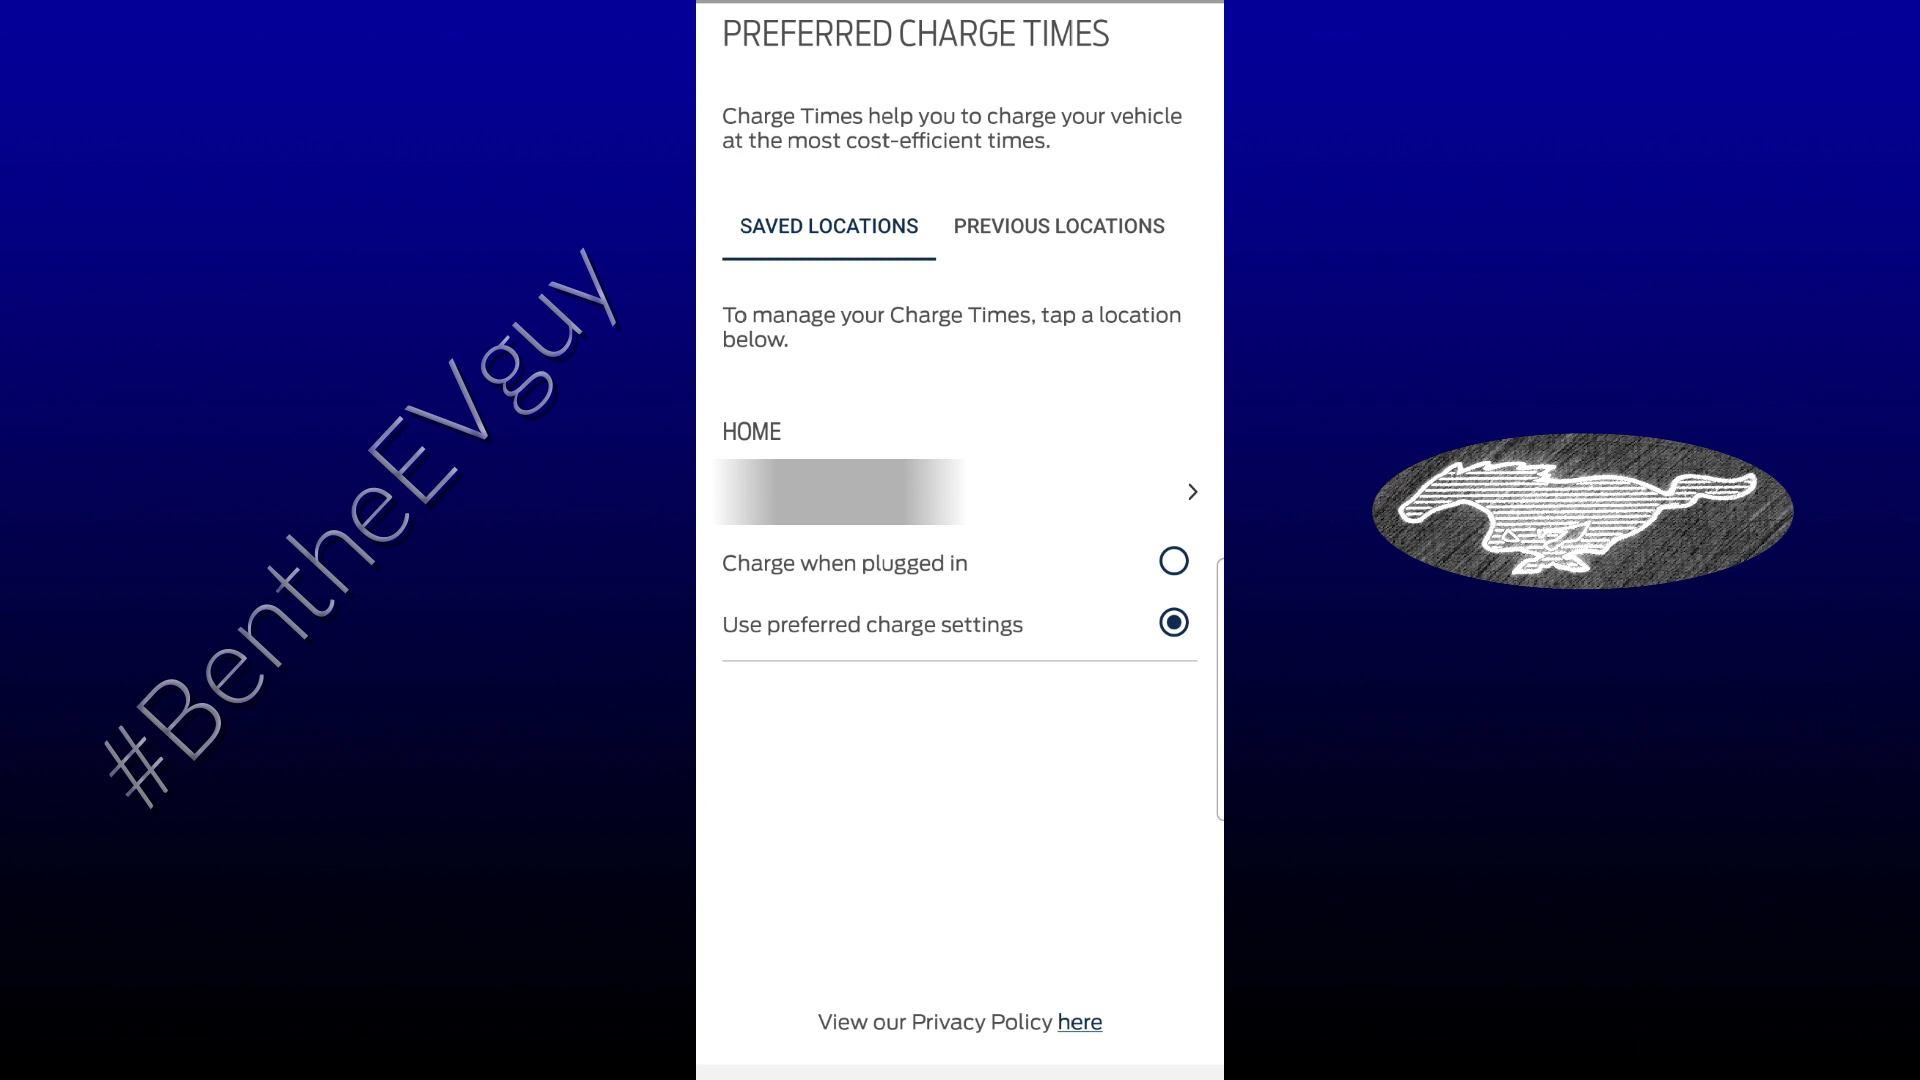 PREFERRED CHARGE TIMES
Charge Times help you to charge your vehicle
at the most cost-efficient times.
SAVED LOCATIONS PREVIOUS LOCATIONS
To manage your Charge Times, tap a location
below.
HOME
Charge when plugged in
Use preferred charge settings
View our Privacy Policy here
#BentheEVguy